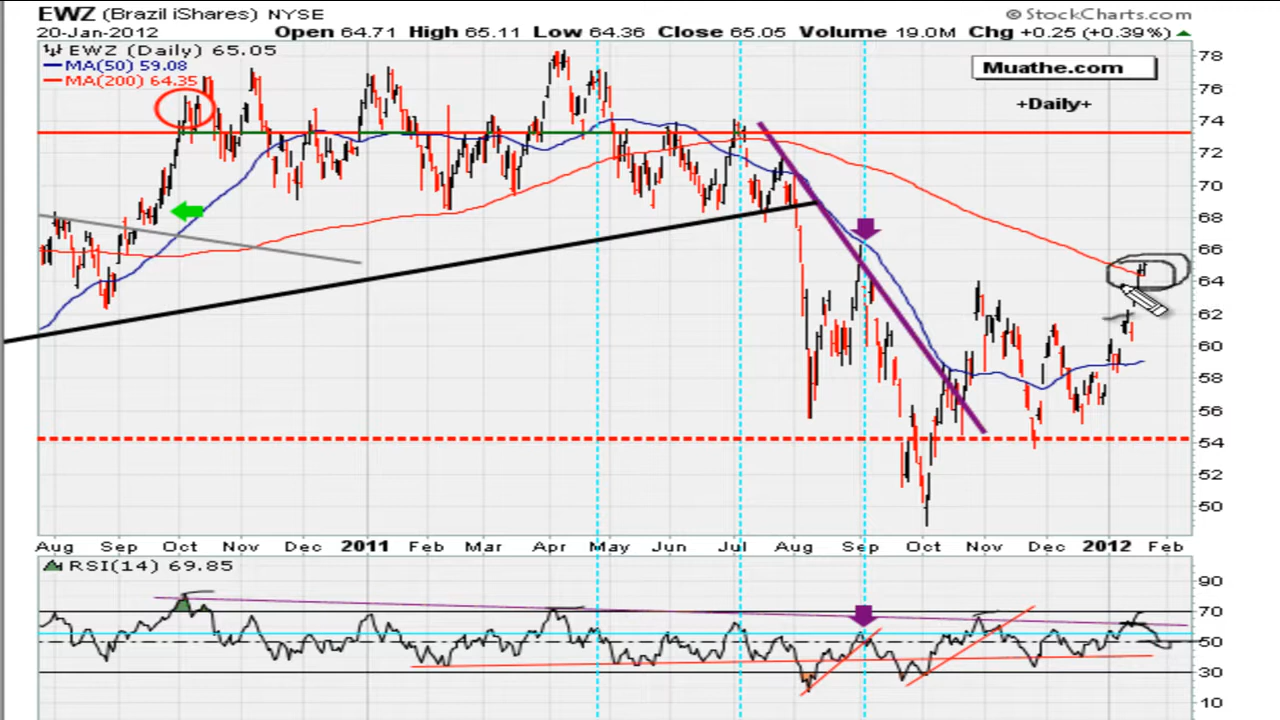 EWZ (Brazil iShares) NYSE © StockCharts.com
20-Jan-2012 Open 64.71 High 65.11 Low 64.36 Close 65.05 Volume 19.0M Chg +0.25 (+0.39%)
EWZ (Daily) 65.05
MA(50) 59.08
MA(200) 64.35
Muathe.com
+Daily+
78
76
74
72
70
68
66
64
62
60
58
56
54
52
50
Aug Sep Oct Nov Dec 2011 Feb Mar Apr May Jun Jul Aug Sep Oct Nov Dec 2012 Feb
RSI(14) 69.85
90
70
50
30
10